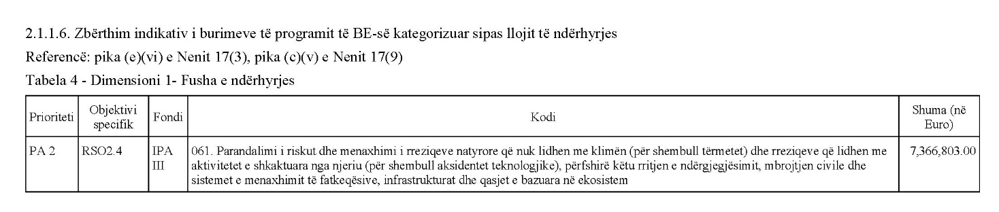 2.1.1.6. Zbërthim indikativ i burimeve të programit të BE-së kategorizuar sipas llojit të ndërhyrjes
Referencë: pika (e)(vi) e Nenit 17(3), pika (c)(v) e Nenit 17(9)
Tabela 4 - Dimensioni 1- Fusha e ndërhyrjes
Prioriteti
Objektivi
specifik
Fondi
Kodi
Shuma (në
Euro)
PA 2
RSO2.4
IPA
III
061. Parandalimi i riskut dhe menaxhimi i rreziqeve natyrore që nuk lidhen me klimën (për shembull tërmetet) dhe rreziqeve që lidhen me
aktivitetet e shkaktuara nga njeriu (për shembull aksidentet teknologjike), përfshirë këtu rritjen e ndërgjegjësimit, mbrojtjen civile dhe
sistemet e menaxhimit të fatkeqësive, infrastrukturat dhe qasjet e bazuara në ekosistem
7,366,803.00